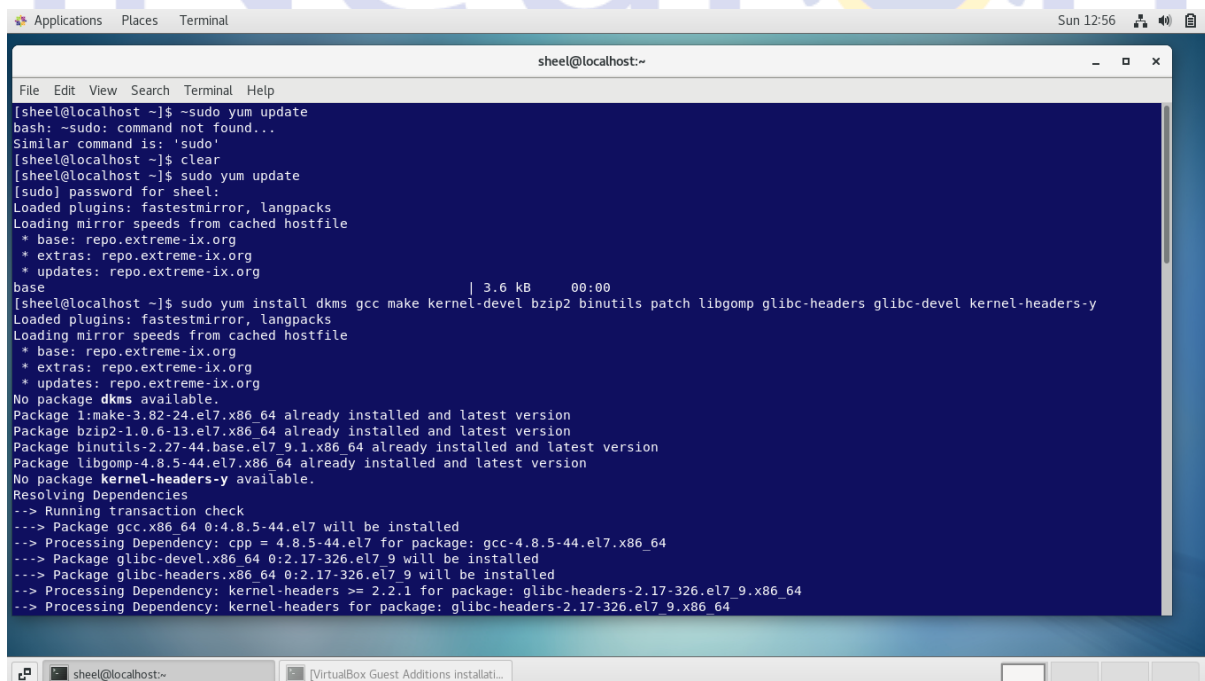 Applications Places Terminal Sun 12:56
sheel@localhost:~
File Edit View Search Terminal Help
[sheel@localhost ~]$ ~sudo yum update
bash: ~sudo: command not found...
Similar command is: 'sudo'
[sheel@localhost ~]$ clear
[sheel@localhost ~]$ sudo yum update
[sudo] password for sheel:
Loaded plugins: fastestmirror, langpacks
Loading mirror speeds from cached hostfile
 * base: repo.extreme-ix.org
 * extras: repo.extreme-ix.org
 * updates: repo.extreme-ix.org
base | 3.6 kB 00:00
[sheel@localhost ~]$ sudo yum install dkms gcc make kernel-devel bzip2 binutils patch libgomp glibc-headers glibc-devel kernel-headers-y
Loaded plugins: fastestmirror, langpacks
Loading mirror speeds from cached hostfile
 * base: repo.extreme-ix.org
 * extras: repo.extreme-ix.org
 * updates: repo.extreme-ix.org
No package dkms available.
Package 1:make-3.82-24.el7.x86_64 already installed and latest version
Package bzip2-1.0.6-13.el7.x86_64 already installed and latest version
Package binutils-2.27-44.base.el7_9.1.x86_64 already installed and latest version
Package libgomp-4.8.5-44.el7.x86_64 already installed and latest version
No package kernel-headers-y available.
Resolving Dependencies
--> Running transaction check
---> Package gcc.x86_64 0:4.8.5-44.el7 will be installed
--> Processing Dependency: cpp = 4.8.5-44.el7 for package: gcc-4.8.5-44.el7.x86_64
---> Package glibc-devel.x86_64 0:2.17-326.el7_9 will be installed
---> Package glibc-headers.x86_64 0:2.17-326.el7_9 will be installed
--> Processing Dependency: kernel-headers >= 2.2.1 for package: glibc-headers-2.17-326.el7_9.x86_64
--> Processing Dependency: kernel-headers for package: glibc-headers-2.17-326.el7_9.x86_64
sheel@localhost:~ [VirtualBox Guest Additions installati...